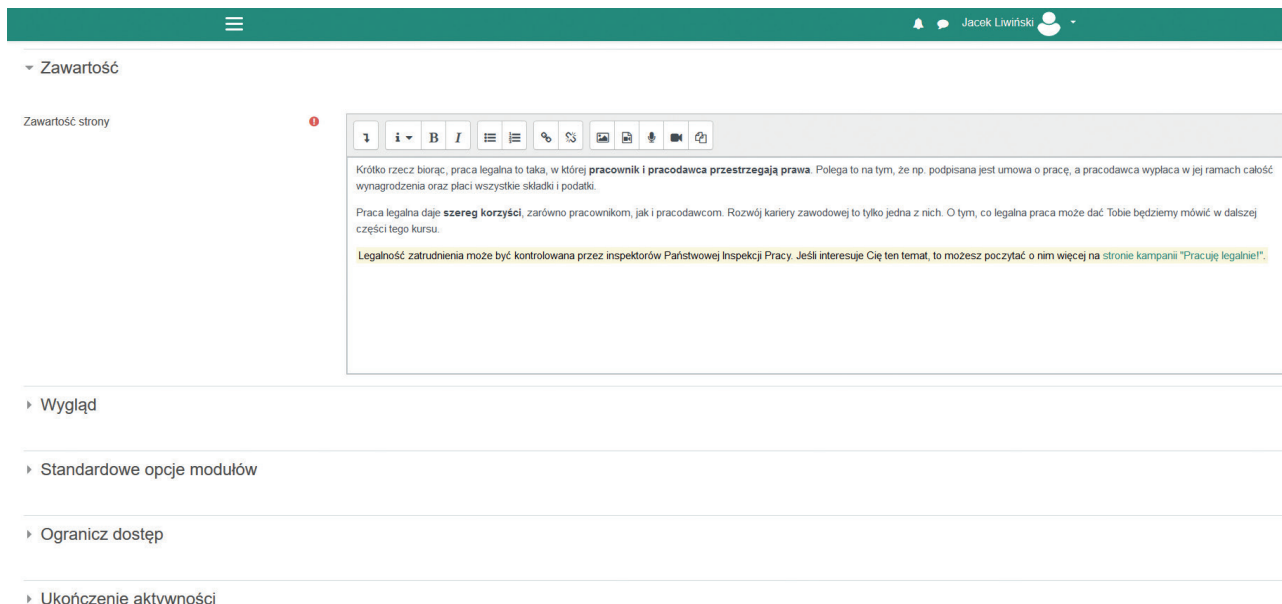 Jacek Liwiński
Zawartość
Zawartość strony
i B I
Krótko rzecz biorąc, praca legalna to taka, w której pracownik i pracodawca przestrzegają prawa. Polega to na tym, że np. podpisana jest umowa o pracę, a pracodawca wypłaca w jej ramach całość
wynagrodzenia oraz płaci wszystkie składki i podatki.
Praca legalna daje szereg korzyści, zarówno pracownikom, jak i pracodawcom. Rozwój kariery zawodowej to tylko jedna z nich. O tym, co legalna praca może dać Tobie będziemy mówić w dalszej
części tego kursu.
Legalność zatrudnienia może być kontrolowana przez inspektorów Państwowej Inspekcji Pracy. Jeśli interesuje Cię ten temat, to możesz poczytać o nim więcej na stronie kampanii "Pracuję legalnie!".
Wygląd
Standardowe opcje modułów
Ogranicz dostęp
Ukończenie aktywności